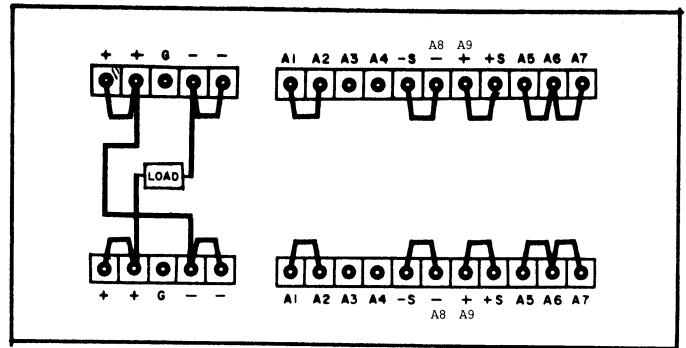 A8 A9
+ + G - - A1 A2 A3 A4 -S - + +S A5 A6 A7
LOAD
+ + G - - A1 A2 A3 A4 -S - + +S A5 A6 A7
A8 A9